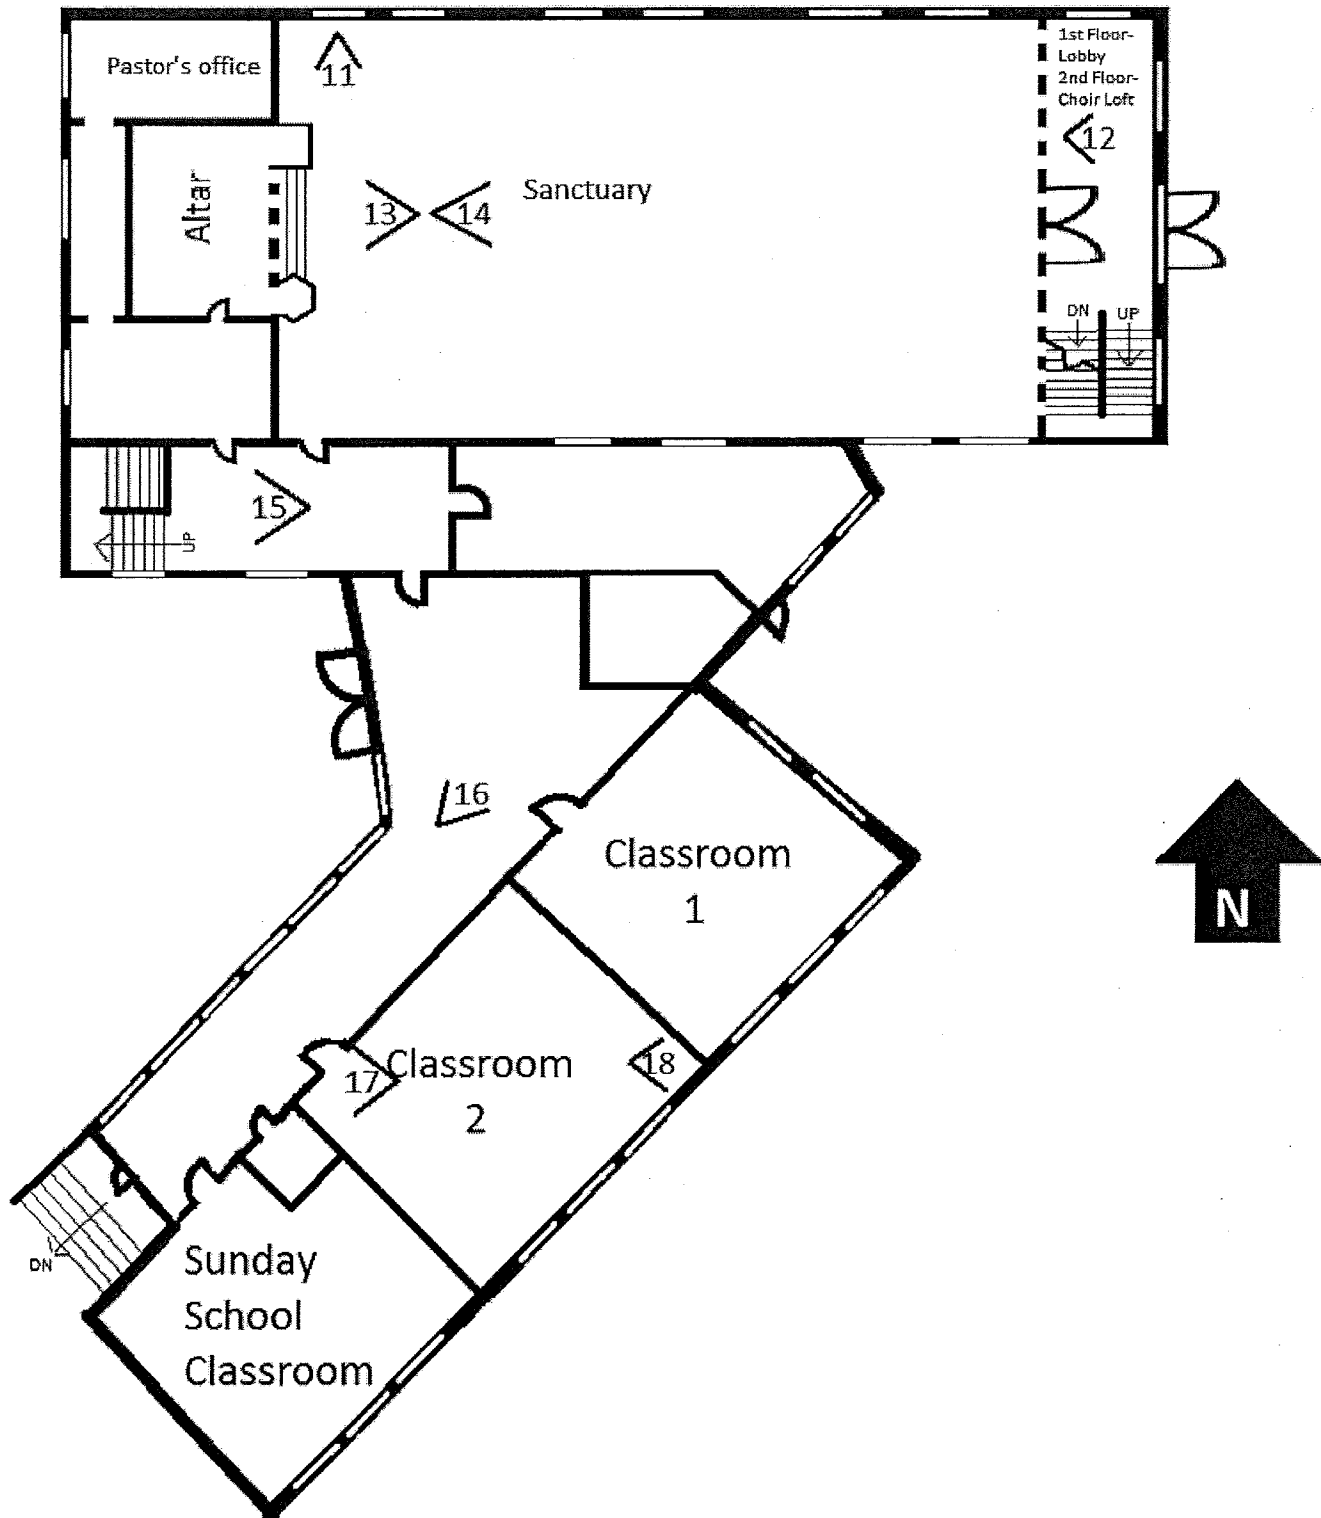 Pastor's office
11
1st Floor-
Lobby
2nd Floor-
Choir Loft
12
Altar
13
14
Sanctuary
DN
UP
15
UP
16
Classroom
1
N
17
Classroom
2
18
DN
Sunday
School
Classroom